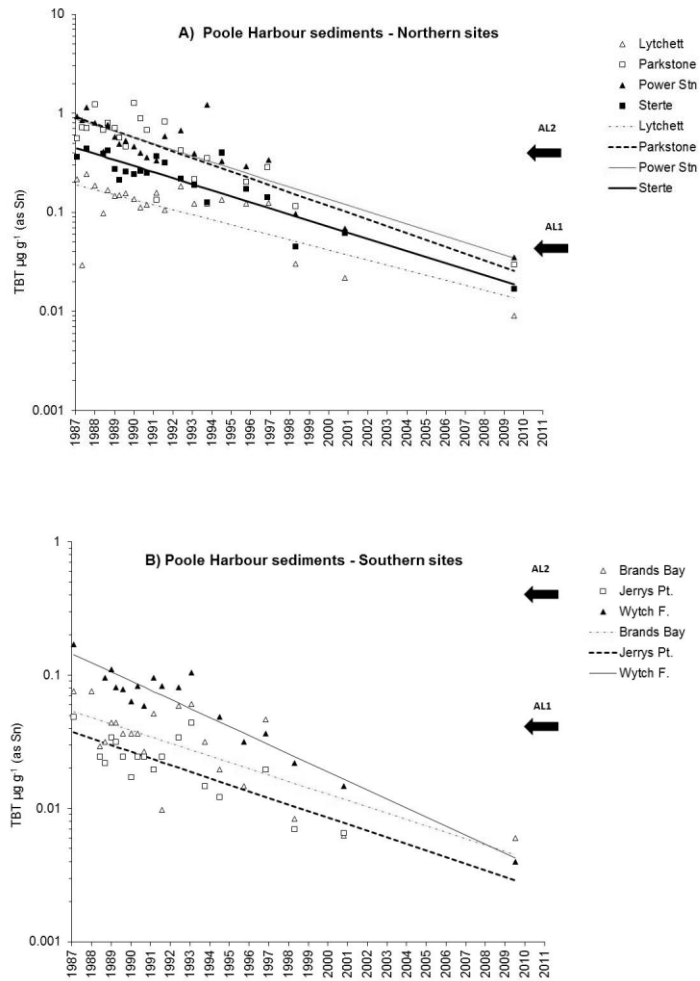 A) Poole Harbour sediments - Northern sites
10
1
0.1
0.01
0.001
TBT µg g⁻¹ (as Sn)
1987 1988 1989 1990 1991 1992 1993 1994 1995 1996 1997 1998 1999 2000 2001 2002 2003 2004 2005 2006 2007 2008 2009 2010 2011
AL2
AL1
Lytchett
Parkstone
Power Stn
Sterte
Lytchett
Parkstone
Power Stn
Sterte
B) Poole Harbour sediments - Southern sites
1
0.1
0.01
0.001
TBT µg g⁻¹ (as Sn)
1987 1988 1989 1990 1991 1992 1993 1994 1995 1996 1997 1998 1999 2000 2001 2002 2003 2004 2005 2006 2007 2008 2009 2010 2011
AL2
AL1
Brands Bay
Jerrys Pt.
Wytch F.
Brands Bay
Jerrys Pt.
Wytch F.